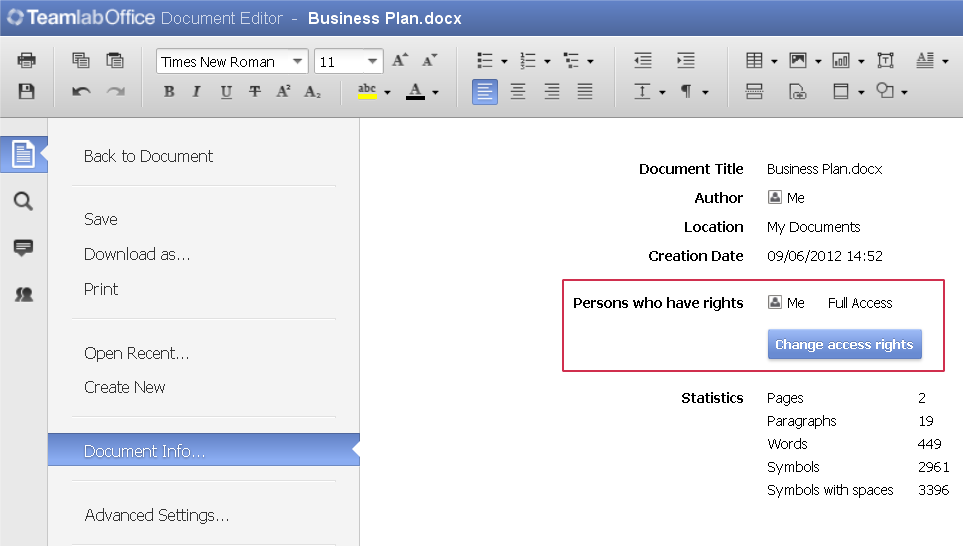 TeamlabOffice Document Editor - Business Plan.docx
Times New Roman 11 A A
B I U T A² A₂ abc A
Back to Document
Save
Download as...
Print
Open Recent...
Create New
Document Info...
Advanced Settings...
Document Title Business Plan.docx
Author Me
Location My Documents
Creation Date 09/06/2012 14:52
Persons who have rights Me Full Access
Change access rights
Statistics Pages 2
Paragraphs 19
Words 449
Symbols 2961
Symbols with spaces 3396